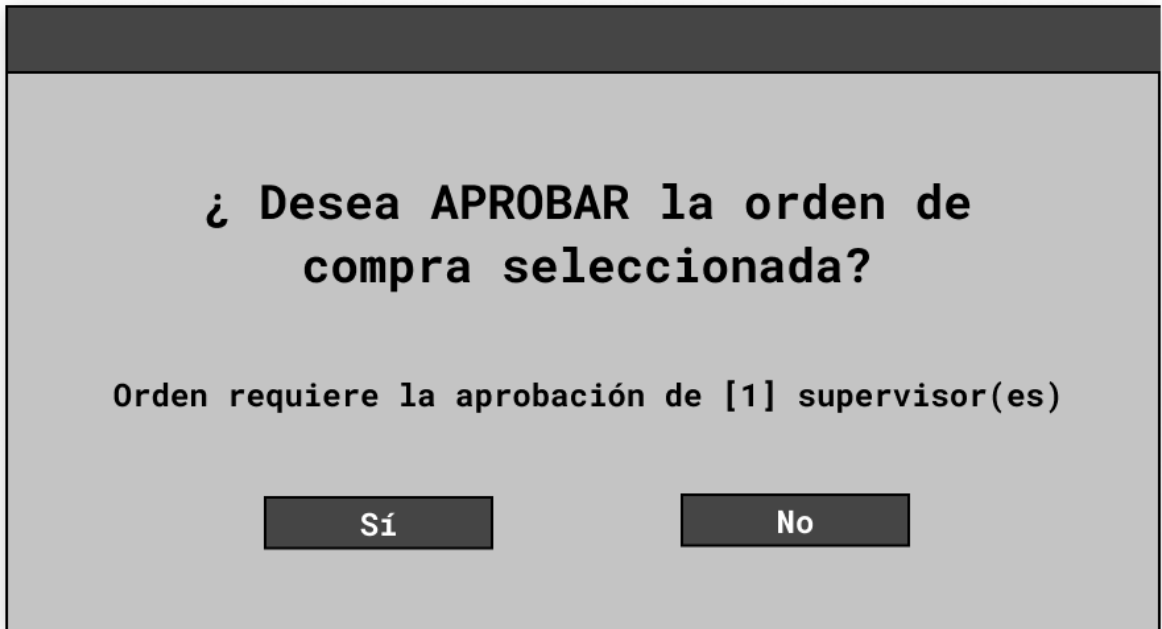 ¿ Desea APROBAR la orden de
compra seleccionada?
Orden requiere la aprobación de [1] supervisor(es)
Sí
No